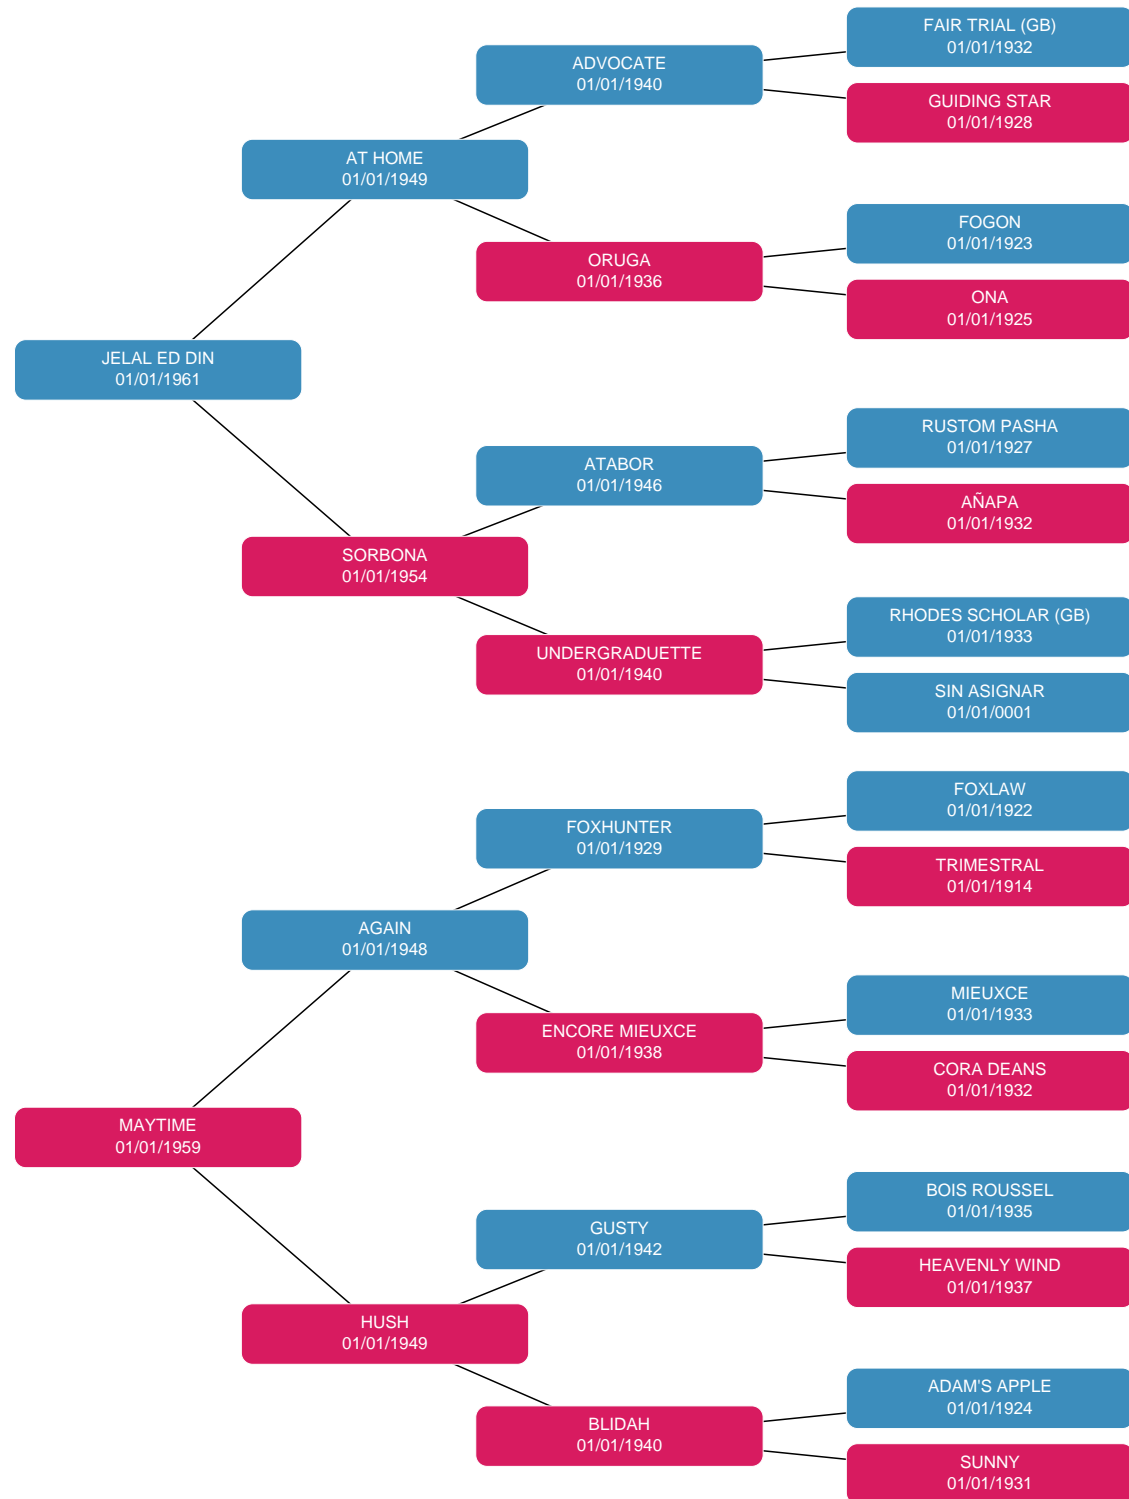 FAIR TRIAL (GB)
01/01/1932
ADVOCATE
01/01/1940
GUIDING STAR
01/01/1928
AT HOME
01/01/1949
FOGON
01/01/1923
ORUGA
01/01/1936
ONA
01/01/1925
JELAL ED DIN
01/01/1961
RUSTOM PASHA
01/01/1927
ATABOR
01/01/1946
AÑAPA
01/01/1932
SORBONA
01/01/1954
RHODES SCHOLAR (GB)
01/01/1933
UNDERGRADUETTE
01/01/1940
SIN ASIGNAR
01/01/0001
FOXLAW
01/01/1922
FOXHUNTER
01/01/1929
TRIMESTRAL
01/01/1914
AGAIN
01/01/1948
MIEUXCE
01/01/1933
ENCORE MIEUXCE
01/01/1938
CORA DEANS
01/01/1932
MAYTIME
01/01/1959
BOIS ROUSSEL
01/01/1935
GUSTY
01/01/1942
HEAVENLY WIND
01/01/1937
HUSH
01/01/1949
ADAM'S APPLE
01/01/1924
BLIDAH
01/01/1940
SUNNY
01/01/1931